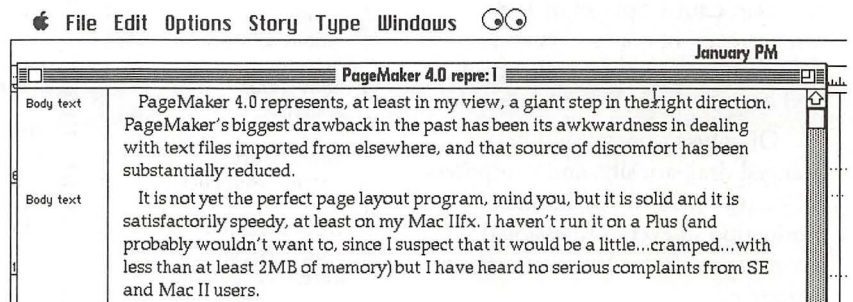 File Edit Options Story Type Windows
January PM
PageMaker 4.0 repre:1
Body text
PageMaker 4.0 represents, at least in my view, a giant step in the right direction.
PageMaker's biggest drawback in the past has been its awkwardness in dealing
with text files imported from elsewhere, and that source of discomfort has been
substantially reduced.
Body text
It is not yet the perfect page layout program, mind you, but it is solid and it is
satisfactorily speedy, at least on my Mac IIfx. I haven't run it on a Plus (and
probably wouldn't want to, since I suspect that it would be a little...cramped...with
less than at least 2MB of memory) but I have heard no serious complaints from SE
and Mac II users.